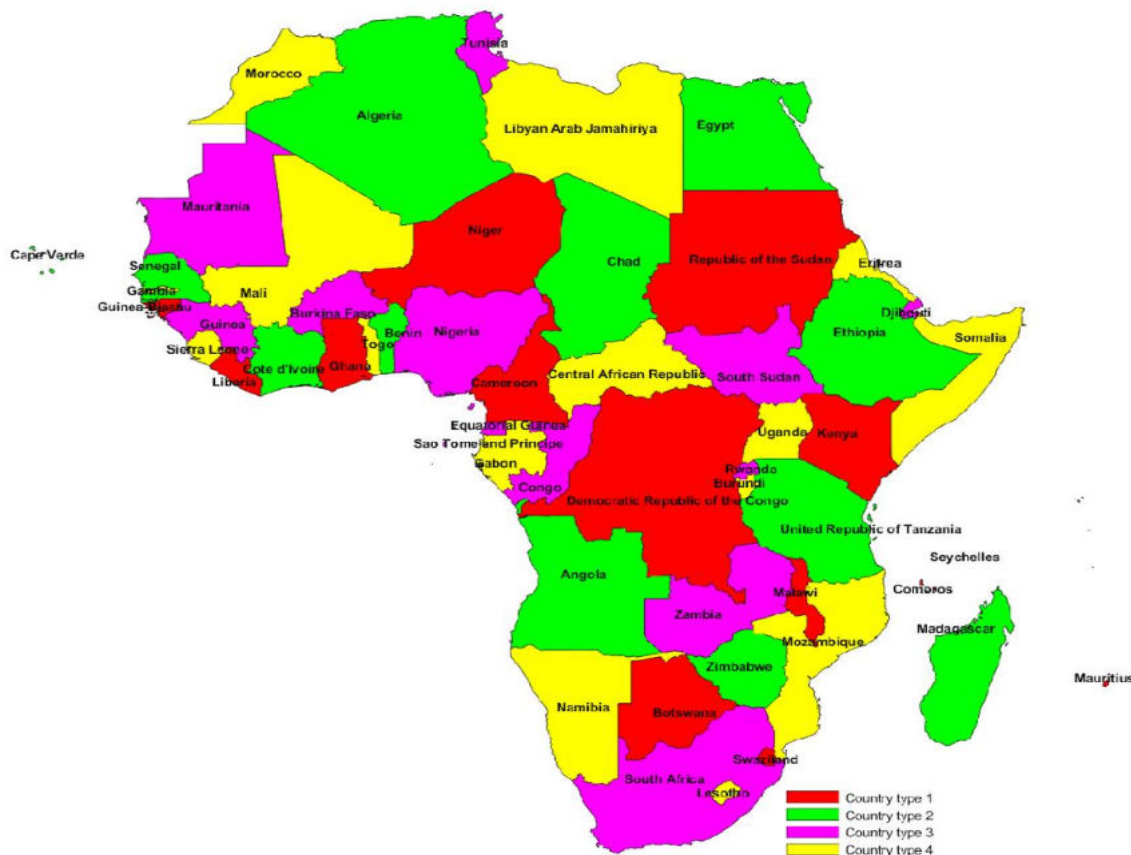 Tunisia
Morocco
Algeria
Libyan Arab Jamahiriya
Egypt
Mauritania
Niger
Cape Verde
Chad
Republic of the Sudan
Eritrea
Senegal
Gambia
Mali
Guinea-Bissau
Burkina Faso
Djibouti
Guinea
Nigeria
Benin
Ethiopia
Somalia
Togo
Sierra Leone
Cote d'Ivoire
Ghana
Liberia
Cameroon
Central African Republic
South Sudan
Equatorial Guinea
Uganda
Kenya
Sao Tome and Principe
Gabon
Rwanda
Burundi
Congo
Democratic Republic of the Congo
United Republic of Tanzania
Seychelles
Angola
Comoros
Malawi
Zambia
Madagascar
Mozambique
Zimbabwe
Mauritius
Namibia
Botswana
Swaziland
South Africa
Lesotho
Country type 1
Country type 2
Country type 3
Country type 4